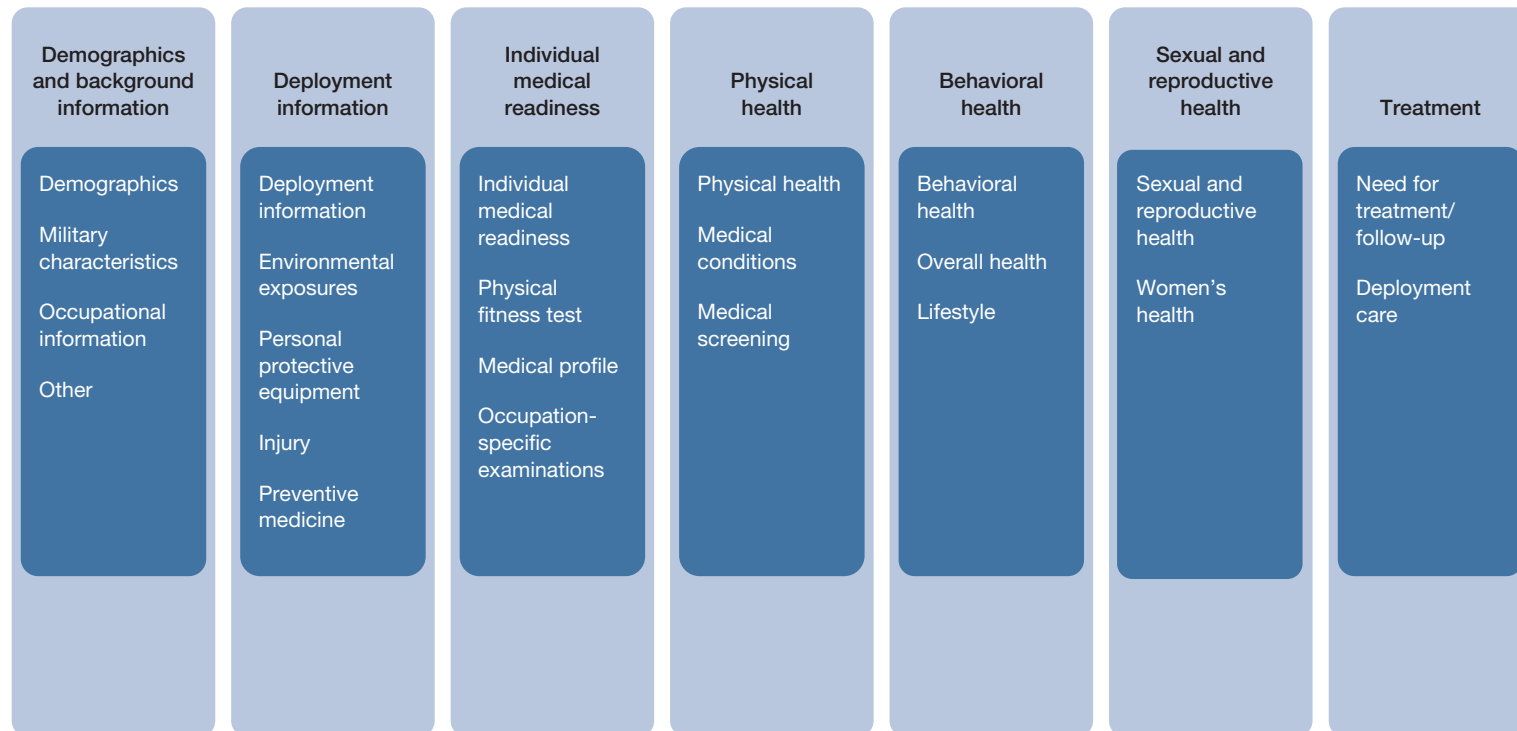 Demographics
and background
information
Demographics
Military
characteristics
Occupational
information
Other
Deployment
information
Deployment
information
Environmental
exposures
Personal
protective
equipment
Injury
Preventive
medicine
Individual
medical
readiness
Individual
medical
readiness
Physical
fitness test
Medical profile
Occupation-
specific
examinations
Physical
health
Physical health
Medical
conditions
Medical
screening
Behavioral
health
Behavioral
health
Overall health
Lifestyle
Sexual and
reproductive
health
Sexual and
reproductive
health
Women’s
health
Treatment
Need for
treatment/
follow-up
Deployment
care